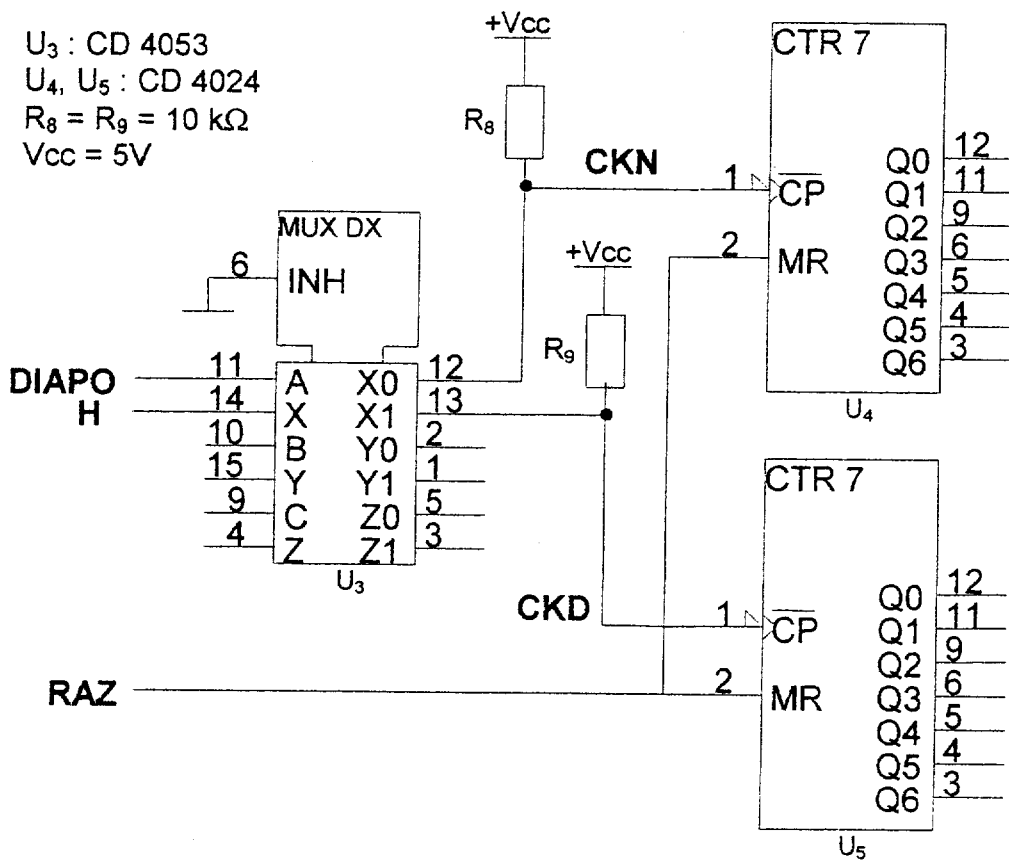 U3 : CD 4053
U4, U5 : CD 4024
R8 = R9 = 10 kΩ
Vcc = 5V
+Vcc
R8
CKN
CTR 7
1 CP
2 MR
Q0 12
Q1 11
Q2 9
Q3 6
Q4 5
Q5 4
Q6 3
U4
MUX DX
6 INH
DIAPO 11 A X0 12
H 14 X X1 13
10 B Y0 2
15 Y Y1 1
9 C Z0 5
4 Z Z1 3
U3
+Vcc
R9
CKD
RAZ
CTR 7
1 CP
2 MR
Q0 12
Q1 11
Q2 9
Q3 6
Q4 5
Q5 4
Q6 3
U5